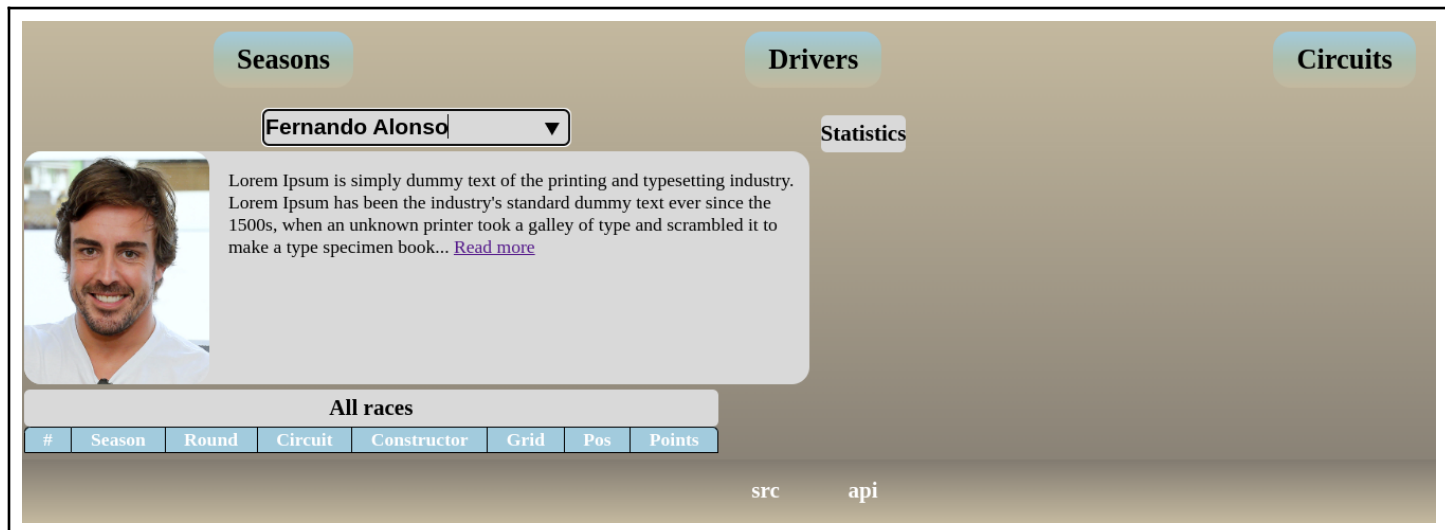 Seasons Drivers Circuits
Fernando Alonso ▼
Statistics
Lorem Ipsum is simply dummy text of the printing and typesetting industry.
Lorem Ipsum has been the industry's standard dummy text ever since the
1500s, when an unknown printer took a galley of type and scrambled it to
make a type specimen book... Read more
All races
# Season Round Circuit Constructor Grid Pos Points
src api